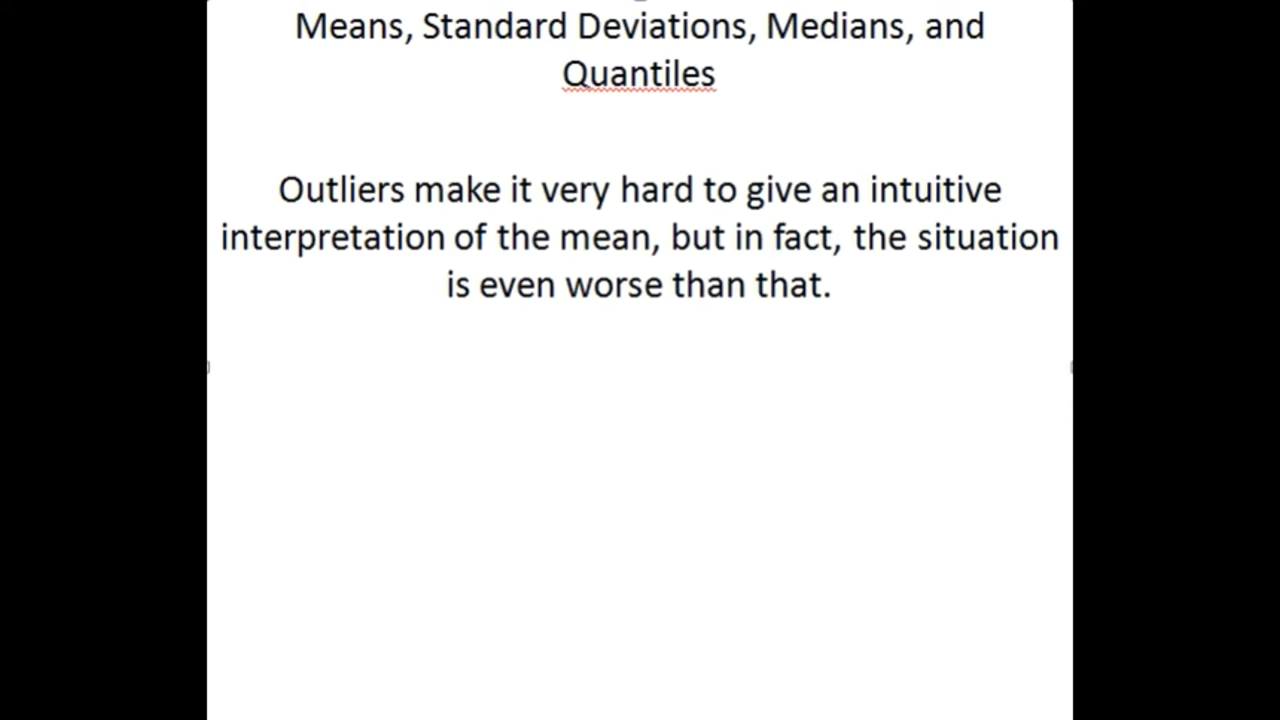 Means, Standard Deviations, Medians, and
Quantiles
Outliers make it very hard to give an intuitive
interpretation of the mean, but in fact, the situation
is even worse than that.